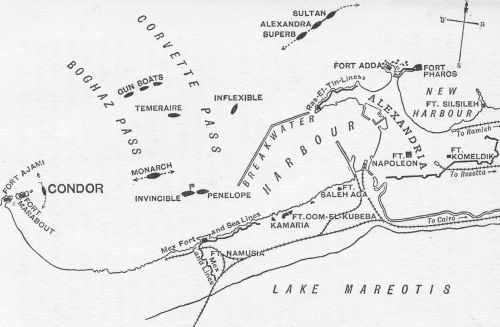 SULTAN
ALEXANDRA
SUPERB
S
W
E
CORVETTE PASS
BOGHAZ PASS
GUN BOATS
TEMERAIRE
INFLEXIBLE
MONARCH
INVINCIBLE
PENELOPE
CONDOR
FORT AJAMI
FORT MARABOUT
FORT ADDA
FORT PHAROS
Ras-El-Tin-Lines
NEW HARBOUR
FT. SILSILEH
To Ramleh
ALEXANDRIA
BREAKWATER
HARBOUR
FT. NAPOLEON
FT. KOMELDIK
To Rosetta
FT. SALEH AGA
FT. OOM-EL-KUBEBA
KAMARIA
To Cairo
Mex Fort and Sea Lines
FT. NAMUSIA
Mex Land Lines
LAKE MAREOTIS